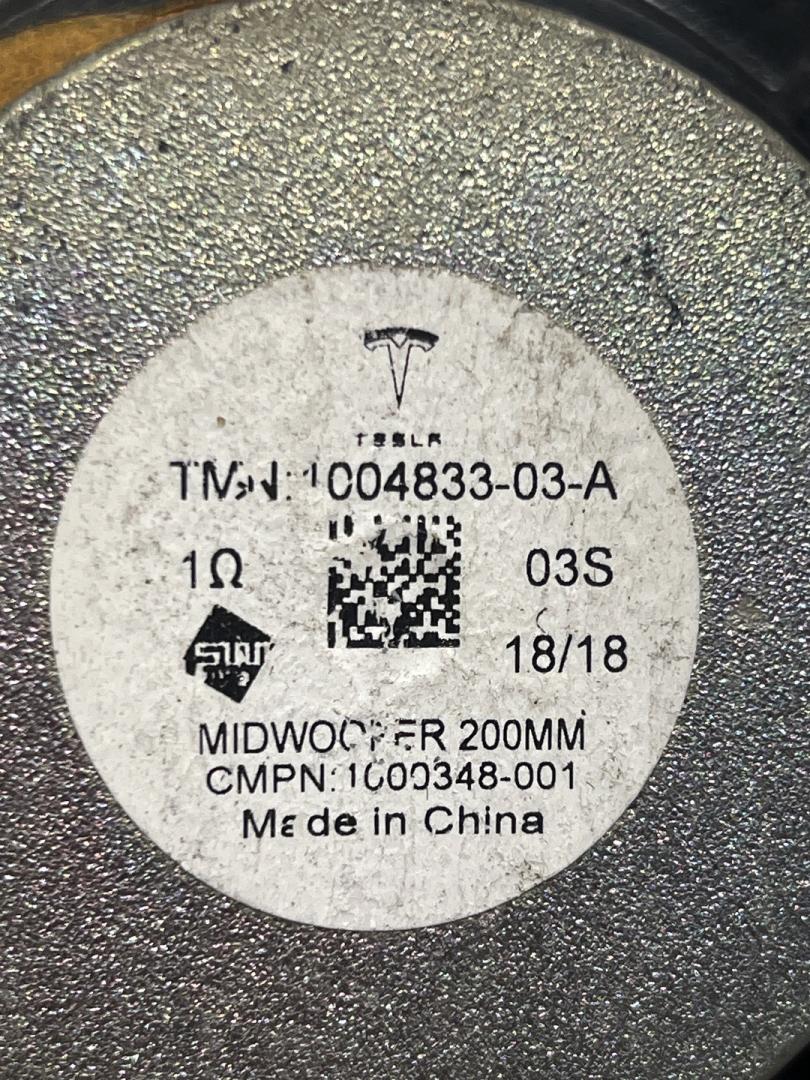 TESLA
TMN:1004833-03-A
1Ω
03S
18/18
MIDWOOFER 200MM
CMPN:1000348-001
Made in China